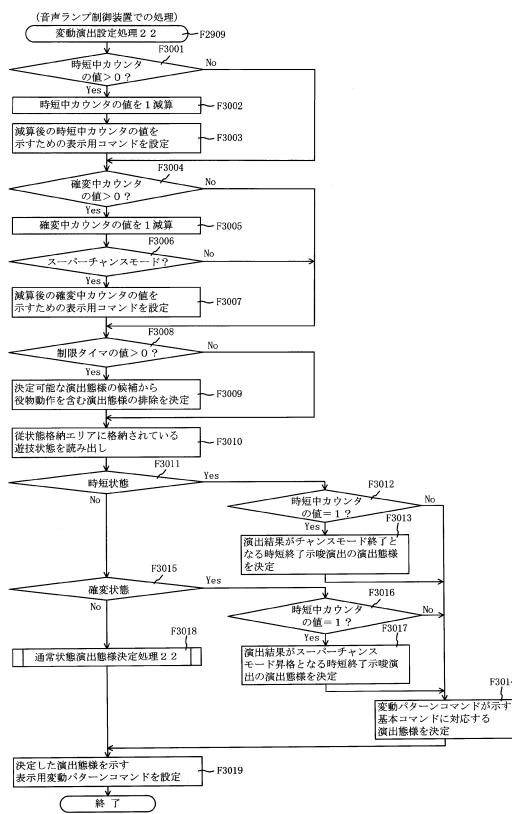 (音声ランプ制御装置での処理)
変動演出設定処理22
F2909
F3001
時短中カウンタ
の値>0?
No
Yes
時短中カウンタの値を1減算
F3002
減算後の時短中カウンタの値を
示すための表示用コマンドを設定
F3003
F3004
確変中カウンタ
の値>0?
No
Yes
確変中カウンタの値を1減算
F3005
F3006
スーパーチャンスモード?
No
Yes
減算後の確変中カウンタの値を
示すための表示用コマンドを設定
F3007
F3008
制限タイマの値>0?
No
Yes
決定可能な演出態様の候補から
役物動作を含む演出態様の排除を決定
F3009
従状態格納エリアに格納されている
遊技状態を読み出し
F3010
F3011
時短状態
Yes
No
F3012
時短中カウンタ
の値=1?
No
Yes
F3013
演出結果がチャンスモード終了と
なる時短終了示唆演出の演出態様
を決定
F3015
確変状態
Yes
No
F3016
時短中カウンタ
の値=1?
No
Yes
F3017
演出結果がスーパーチャンス
モード昇格となる時短終了示唆演
出の演出態様を決定
F3018
通常状態演出態様決定処理22
F3014
変動パターンコマンドが示す
基本コマンドに対応する
演出態様を決定
決定した演出態様を示す
表示用変動パターンコマンドを設定
F3019
終了